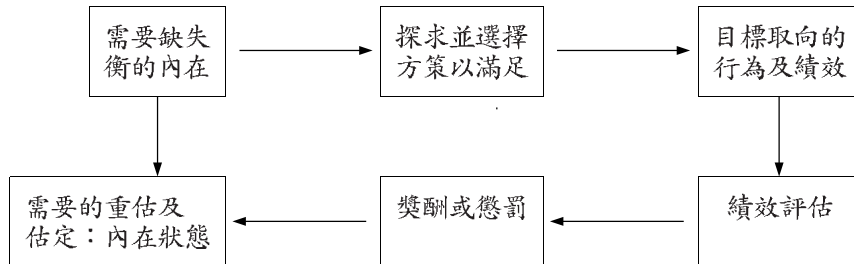 需要缺失
衡的內在
探求並選擇
方策以滿足
目標取向的
行為及績效
需要的重估及
估定：內在狀態
獎酬或懲罰
績效評估